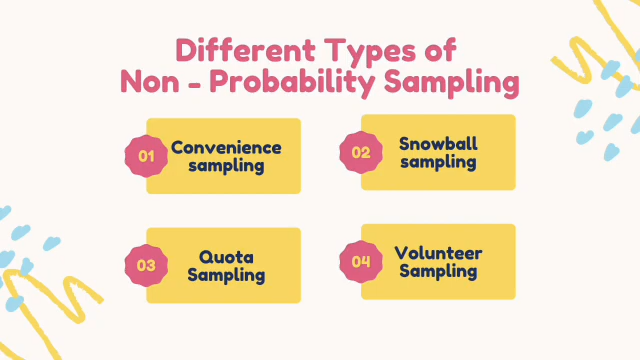 Different Types of
Non - Probability Sampling
01
Convenience
sampling
02
Snowball
sampling
03
Quota
Sampling
04
Volunteer
Sampling